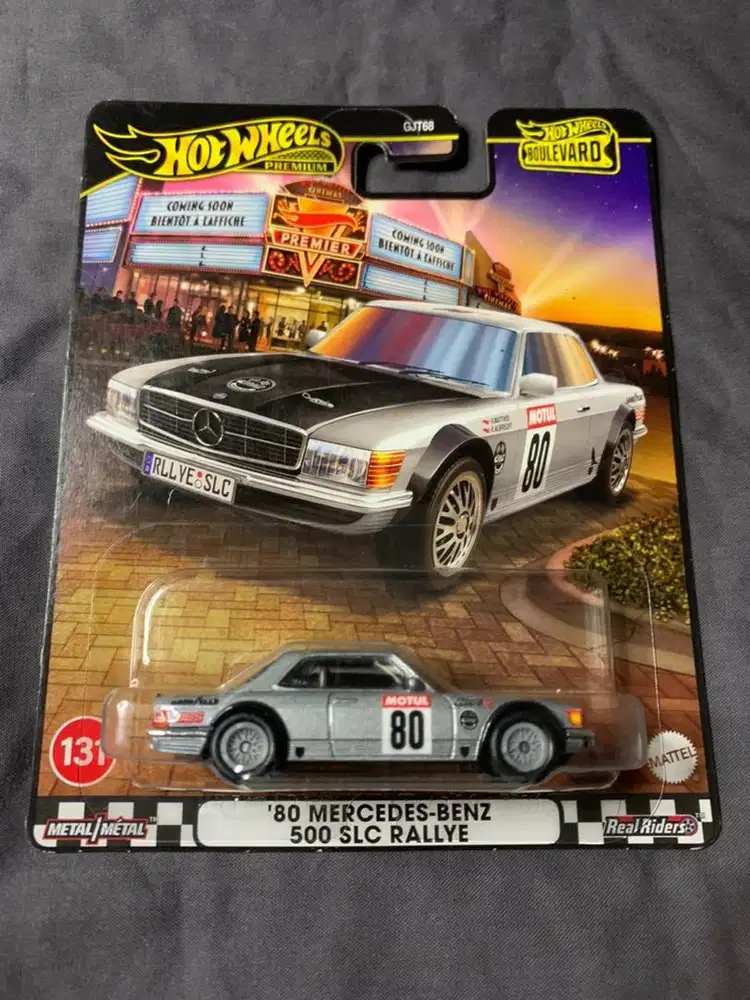 HOT WHEELS
PREMIUM
GJT68
HOT WHEELS
BOULEVARD
COMING SOON
BIENTÔT À L'AFFICHE
PREMIER
COMING SOON
BIENTÔT À L'AFFICHE
MOTUL
80
RLLYE SLC
MOTUL
80
131
MATTEL
'80 MERCEDES-BENZ
500 SLC RALLYE
METAL/MÉTAL™
Real Riders